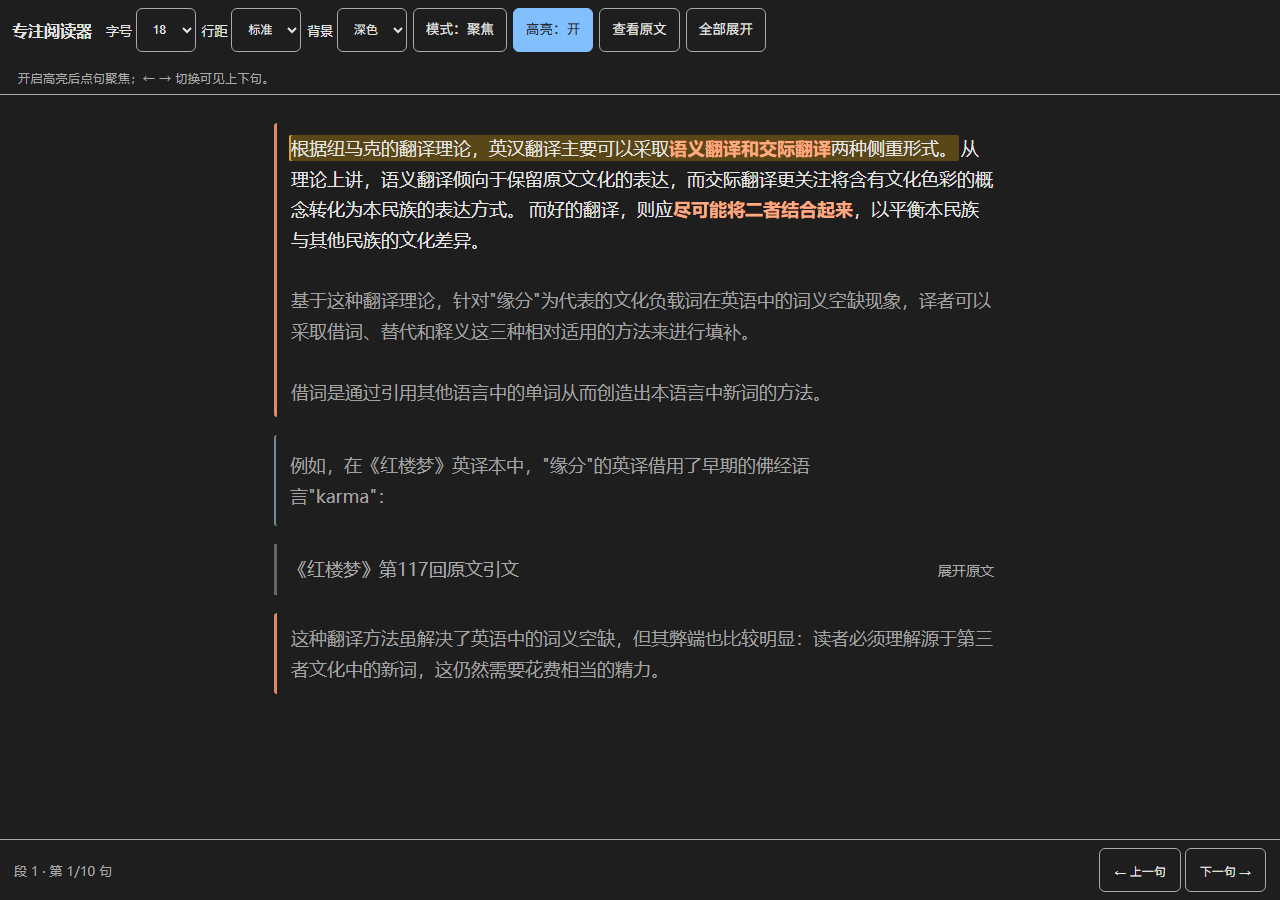 专注阅读器 字号 18 行距 标准 背景 深色 模式：聚焦 高亮：开 查看原文 全部展开
开启高亮后点句聚焦；← → 切换可见上下句。
根据纽马克的翻译理论，英汉翻译主要可以采取语义翻译和交际翻译两种侧重形式。 从
理论上讲，语义翻译倾向于保留原文文化的表达，而交际翻译更关注将含有文化色彩的概
念转化为本民族的表达方式。 而好的翻译，则应尽可能将二者结合起来，以平衡本民族
与其他民族的文化差异。
基于这种翻译理论，针对"缘分"为代表的文化负载词在英语中的词义空缺现象，译者可以
采取借词、替代和释义这三种相对适用的方法来进行填补。
借词是通过引用其他语言中的单词从而创造出本语言中新词的方法。
例如，在《红楼梦》英译本中，"缘分"的英译借用了早期的佛经语
言"karma"：
《红楼梦》第117回原文引文 展开原文
这种翻译方法虽解决了英语中的词义空缺，但其弊端也比较明显：读者必须理解源于第三
者文化中的新词，这仍然需要花费相当的精力。
段 1 · 第 1/10 句 ← 上一句 下一句 →